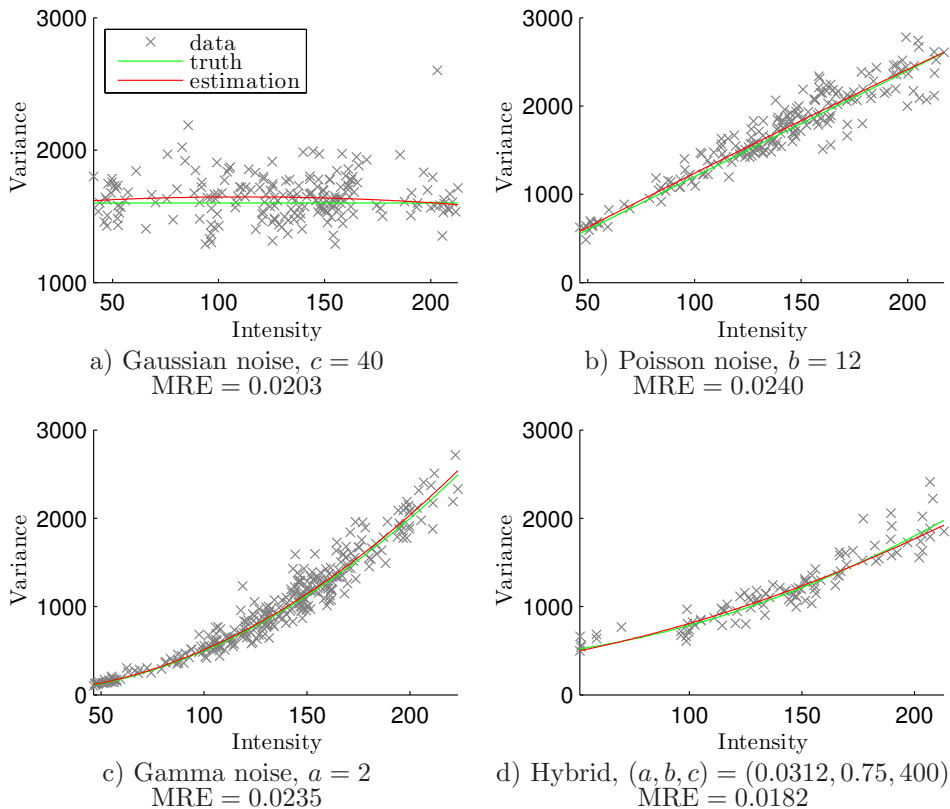 3000
2000
1000
Variance
data
truth
estimation
50 100 150 200
Intensity
a) Gaussian noise, c = 40
MRE = 0.0203
3000
2000
1000
0
Variance
50 100 150 200
Intensity
b) Poisson noise, b = 12
MRE = 0.0240
3000
2000
1000
0
Variance
50 100 150 200
Intensity
c) Gamma noise, a = 2
MRE = 0.0235
3000
2000
1000
0
Variance
100 150 200
Intensity
d) Hybrid, (a, b, c) = (0.0312, 0.75, 400)
MRE = 0.0182